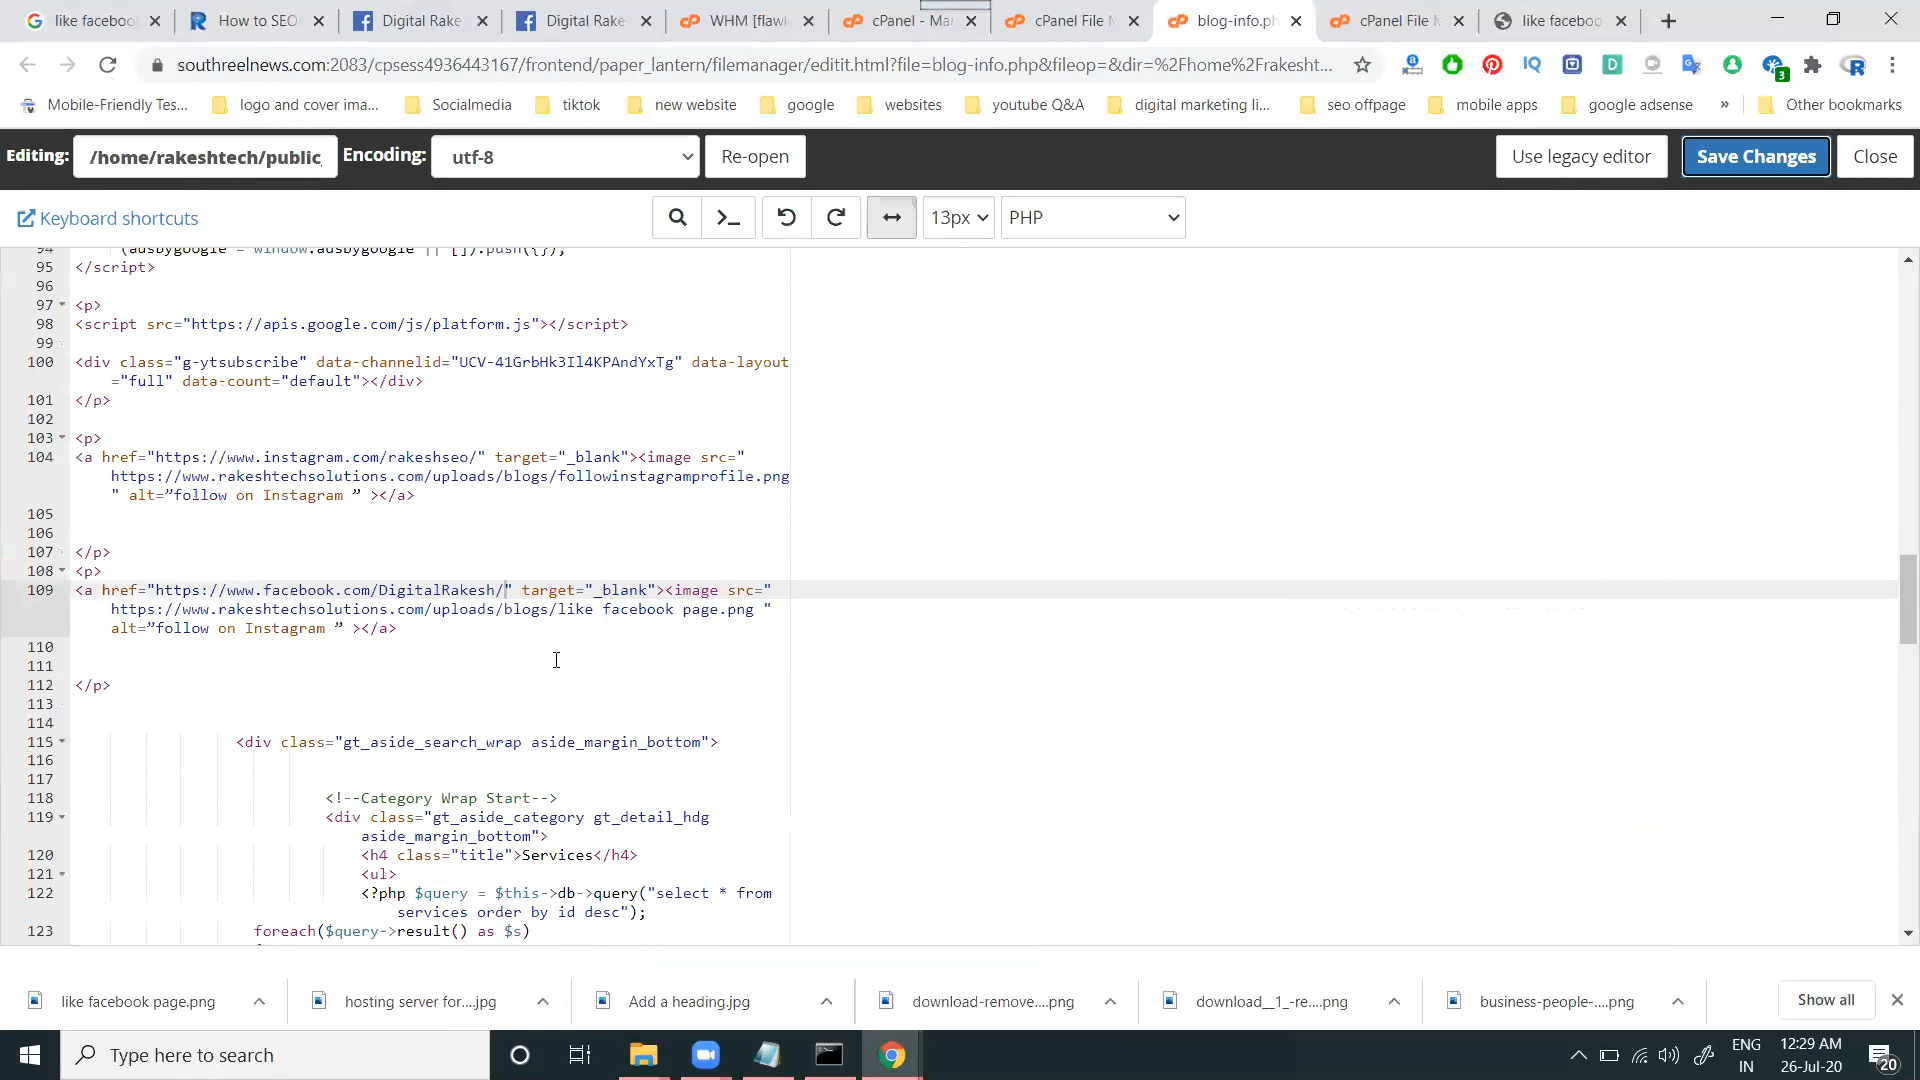 like faceboo
How to SEO
Digital Rake
Digital Rake
WHM [flawl
cPanel - Ma
cPanel File M
blog-info.ph
cPanel File M
like faceboo
southreelnews.com:2083/cpsess4936443167/frontend/paper_lantern/filemanager/editit.html?file=blog-info.php&fileop=&dir=%2Fhome%2Frakesht...
IQ
D
3
Mobile-Friendly Tes...
logo and cover ima...
Socialmedia
tiktok
new website
google
websites
youtube Q&A
digital marketing li...
seo offpage
mobile apps
google adsense
»
Other bookmarks
Editing: /home/rakeshtech/public_
Encoding: utf-8
Re-open
Use legacy editor
Save Changes
Close
Keyboard shortcuts
13px
PHP
94 (adsbygoogle = window.adsbygoogle || []).push({});
95 </script>
96
97 <p>
98 <script src="https://apis.google.com/js/platform.js"></script>
99
100 <div class="g-ytsubscribe" data-channelid="UCV-41GrbHk3Il4KPAndYxTg" data-layout
="full" data-count="default"></div>
101 </p>
102
103 <p>
104 <a href="https://www.instagram.com/rakeshseo/" target="_blank"><image src="
https://www.rakeshtechsolutions.com/uploads/blogs/followinstagramprofile.png
" alt=”follow on Instagram ” ></a>
105
106
107 </p>
108 <p>
109 <a href="https://www.facebook.com/DigitalRakesh/" target="_blank"><image src="
https://www.rakeshtechsolutions.com/uploads/blogs/like facebook page.png "
alt=”follow on Instagram ” ></a>
110
111
112 </p>
113
114
115 <div class="gt_aside_search_wrap aside_margin_bottom">
116
117
118 <!--Category Wrap Start-->
119 <div class="gt_aside_category gt_detail_hdg
aside_margin_bottom">
120 <h4 class="title">Services</h4>
121 <ul>
122 <?php $query = $this->db->query("select * from
services order by id desc");
123 foreach($query->result() as $s)
like facebook page.png
hosting server for....jpg
Add a heading.jpg
download-remove....png
download__1_-re....png
business-people-....png
Show all
Type here to search
ENG
IN
12:29 AM
26-Jul-20
20